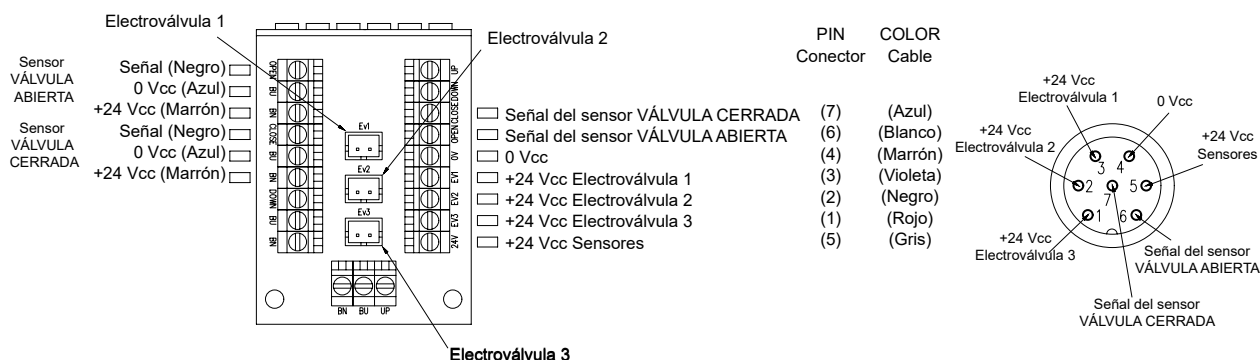 Electroválvula 1
Electroválvula 2
Sensor
VÁLVULA
ABIERTA
Señal (Negro)
0 Vcc (Azul)
+24 Vcc (Marrón)
Sensor
VÁLVULA
CERRADA
Señal (Negro)
0 Vcc (Azul)
+24 Vcc (Marrón)
OPEN
BU
BN
CLOSE
BU
BN
DOWN
BU
BN
Ev1
Ev2
Ev3
UP
DOWN
CLOSE
OPEN
0V
EV1
EV2
EV3
24V
BN BU UP
Electroválvula 3
PIN COLOR
Conector Cable
Señal del sensor VÁLVULA CERRADA (7) (Azul)
Señal del sensor VÁLVULA ABIERTA (6) (Blanco)
0 Vcc (4) (Marrón)
+24 Vcc Electroválvula 1 (3) (Violeta)
+24 Vcc Electroválvula 2 (2) (Negro)
+24 Vcc Electroválvula 3 (1) (Rojo)
+24 Vcc Sensores (5) (Gris)
+24 Vcc
Electroválvula 1
0 Vcc
+24 Vcc
Electroválvula 2
+24 Vcc
Sensores
3 4
2 7 5
1 6
+24 Vcc
Electroválvula 3
Señal del sensor
VÁLVULA ABIERTA
Señal del sensor
VÁLVULA CERRADA